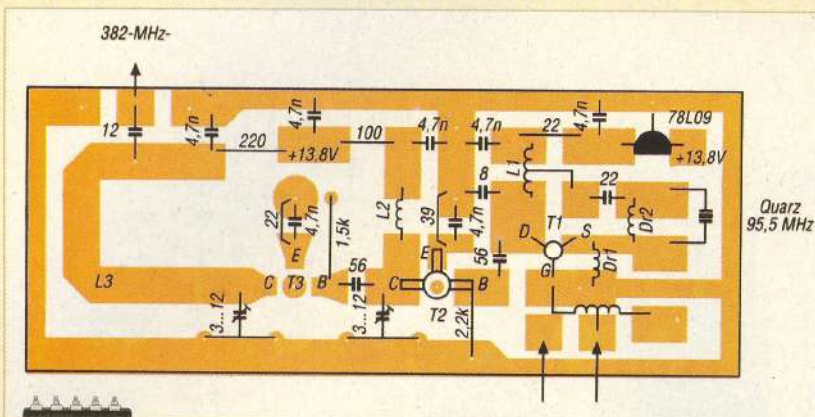 382-MHz-
12
4,7n
220
4,7n
+13,8V
100
4,7n
4,7n
22
4,7n
78L09
+13,8V
L1
8
22
Quarz
95,5 MHz
22
4,7n
1,5k
L2
39
4,7n
56
D
T1
S
G
Dr1
Dr2
E
C
T3
B
56
E
C
B
T2
2,2k
L3
3...12
3...12